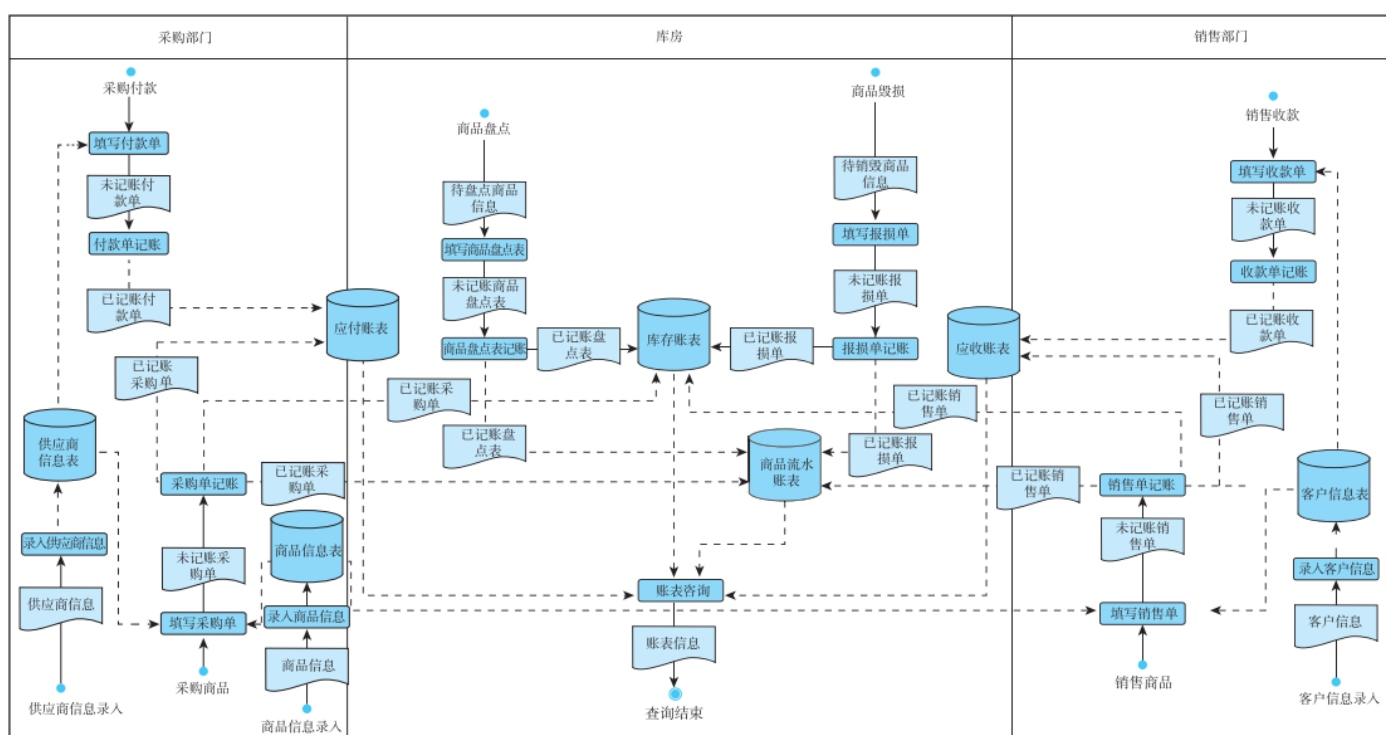 采购部门
库房
销售部门
采购付款
填写付款单
未记账付
款单
付款单记账
已记账付
款单
应付账表
已记账
采购单
供应商
信息表
采购单记账
已记账采
购单
录入供应商信息
未记账采
购单
商品信息表
供应商信息
填写采购单
录入商品信息
商品信息
采购商品
供应商信息录入
商品信息录入
商品盘点
待盘点商品
信息
填写商品盘点表
未记账商品
盘点表
商品盘点表记账
已记账盘
点表
库存账表
已记账采
购单
已记账盘
点表
商品毁损
待销毁商品
信息
填写报损单
未记账报
损单
已记账报
损单
报损单记账
应收账表
已记账销
售单
已记账报
损单
商品流水
账表
账表咨询
账表信息
查询结束
销售收款
填写收款单
未记账收
款单
收款单记账
已记账收
款单
已记账销
售单
已记账销
售单
销售单记账
客户信息表
未记账销
售单
录入客户信息
填写销售单
客户信息
销售商品
客户信息录入